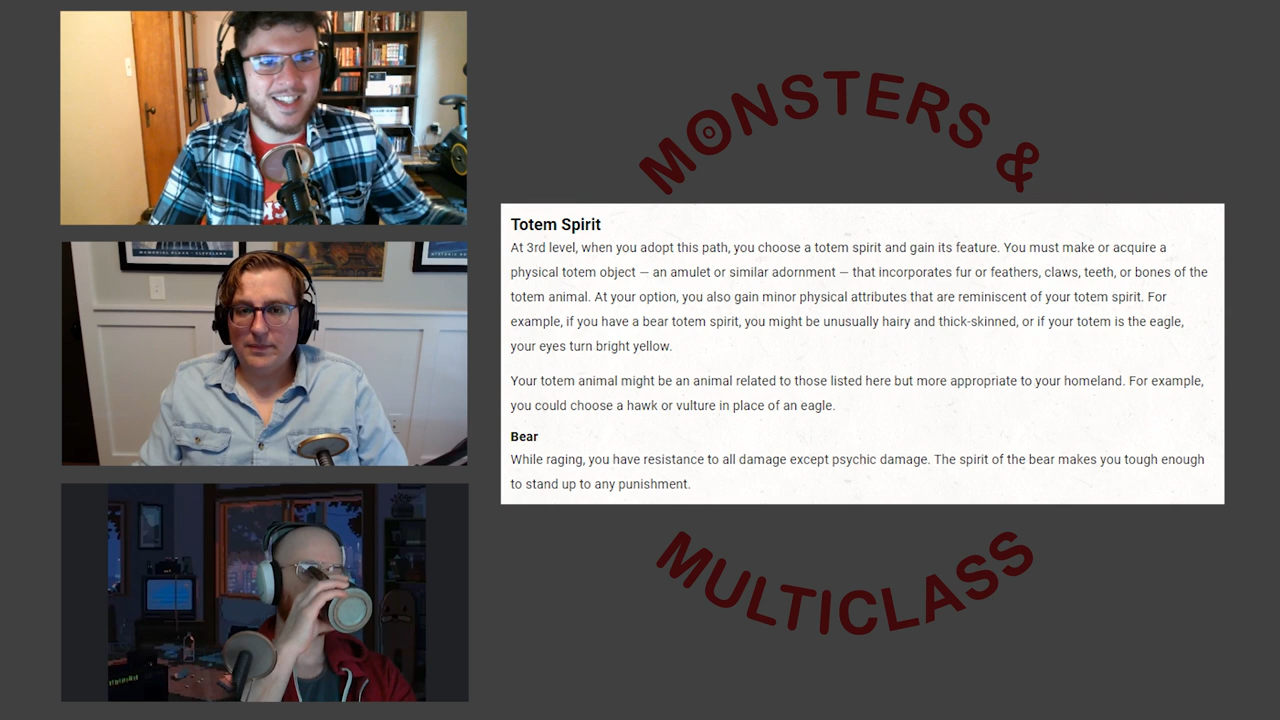 MONSTERS &
Totem Spirit
At 3rd level, when you adopt this path, you choose a totem spirit and gain its feature. You must make or acquire a
physical totem object — an amulet or similar adornment — that incorporates fur or feathers, claws, teeth, or bones of the
totem animal. At your option, you also gain minor physical attributes that are reminiscent of your totem spirit. For
example, if you have a bear totem spirit, you might be unusually hairy and thick-skinned, or if your totem is the eagle,
your eyes turn bright yellow.
Your totem animal might be an animal related to those listed here but more appropriate to your homeland. For example,
you could choose a hawk or vulture in place of an eagle.
Bear
While raging, you have resistance to all damage except psychic damage. The spirit of the bear makes you tough enough
to stand up to any punishment.
MULTICLASS